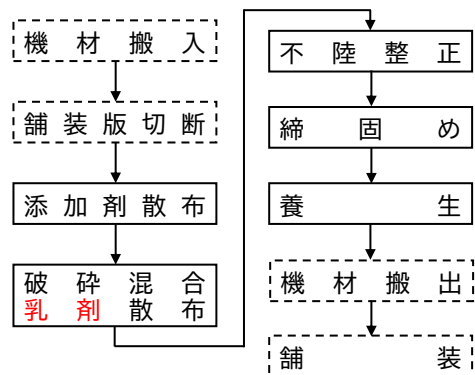 機材搬入
舗装版切断
添加剤散布
破砕混合
乳剤散布
不陸整正
締固め
養生
機材搬出
舗装